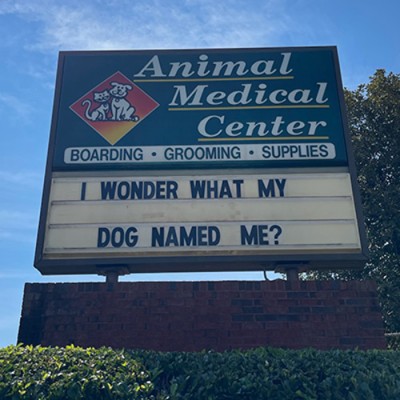 Animal
Medical
Center
BOARDING • GROOMING • SUPPLIES
I WONDER WHAT MY
DOG NAMED ME?